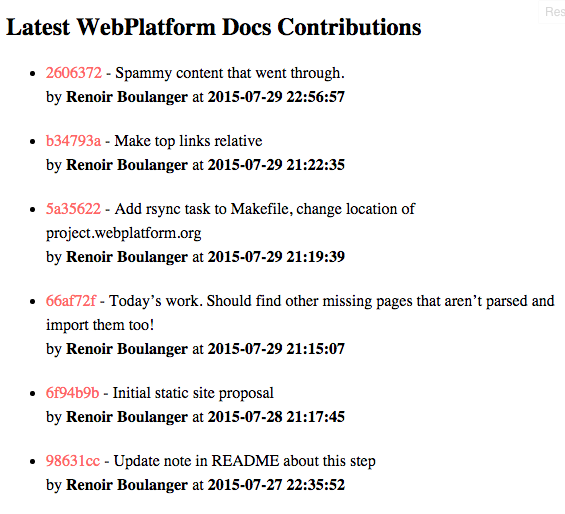 Res
Latest WebPlatform Docs Contributions
2606372 - Spammy content that went through.
by Renoir Boulanger at 2015-07-29 22:56:57
b34793a - Make top links relative
by Renoir Boulanger at 2015-07-29 21:22:35
5a35622 - Add rsync task to Makefile, change location of
project.webplatform.org
by Renoir Boulanger at 2015-07-29 21:19:39
66af72f - Today’s work. Should find other missing pages that aren’t parsed and
import them too!
by Renoir Boulanger at 2015-07-29 21:15:07
6f94b9b - Initial static site proposal
by Renoir Boulanger at 2015-07-28 21:17:45
98631cc - Update note in README about this step
by Renoir Boulanger at 2015-07-27 22:35:52